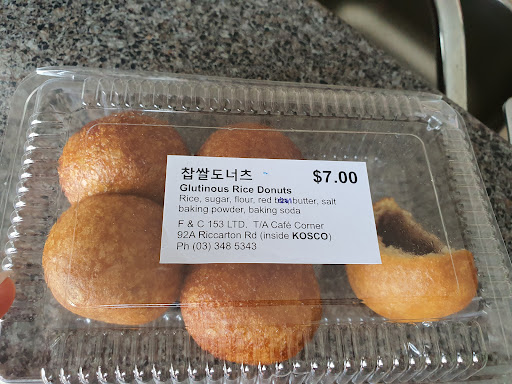 찹쌀도너츠
$7.00
Glutinous Rice Donuts
Rice, sugar, flour, red butter, salt
baking powder, baking soda
F & C 153 LTD. T/A Café Corner
92A Riccarton Rd (inside KOSCO)
Ph (03) 348 5343